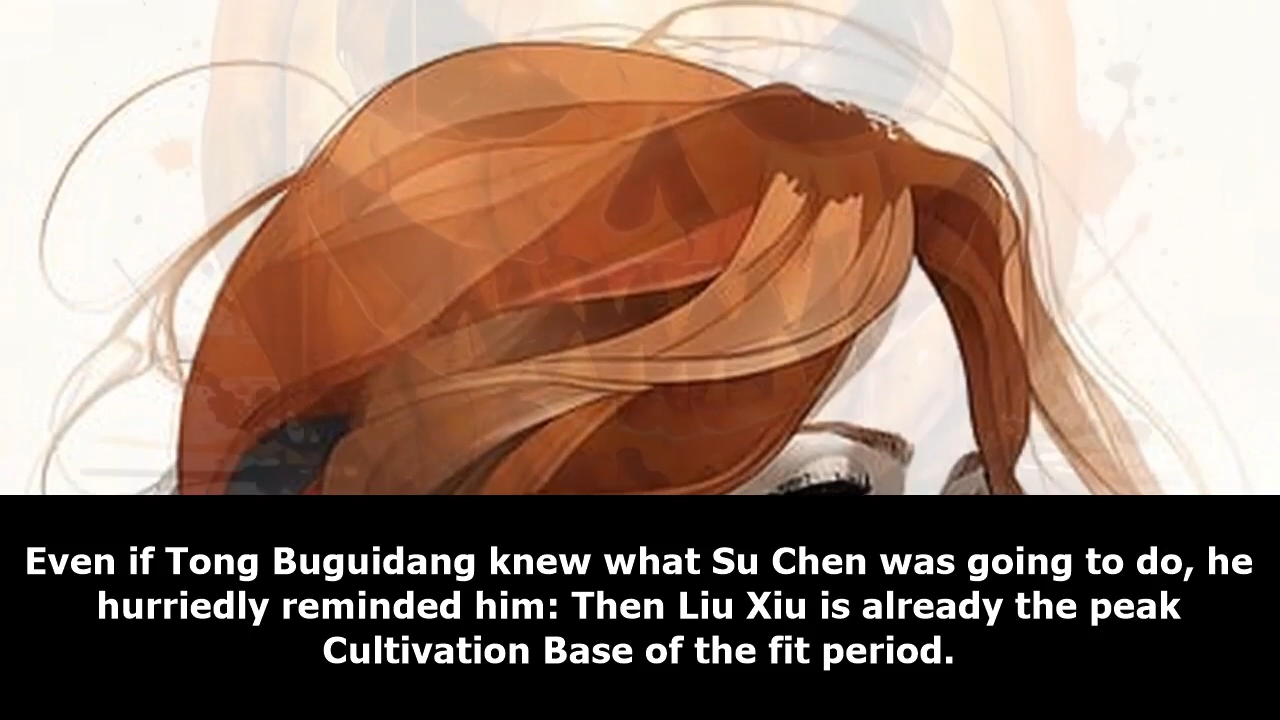 Even if Tong Buguidang knew what Su Chen was going to do, he
hurriedly reminded him: Then Liu Xiu is already the peak
Cultivation Base of the fit period.